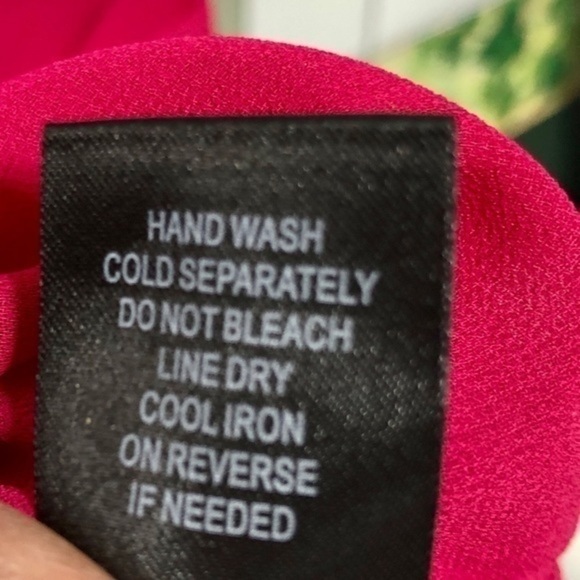 HAND WASH
COLD SEPARATELY
DO NOT BLEACH
LINE DRY
COOL IRON
ON REVERSE
IF NEEDED